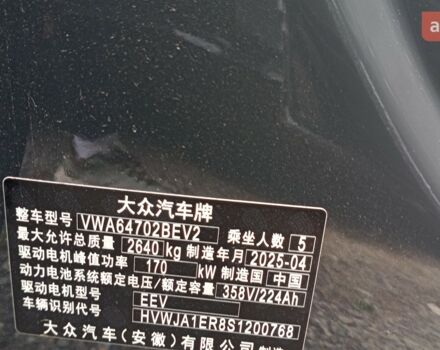 a
大众汽车牌
整车型号 VWA64702BEV2 乘坐人数 5
最大允许总质量 2640 kg 制造年月 2025-04
驱动电机峰值功率 170 kW 制造国 中国
动力电池系统额定电压/额定容量 358V/224Ah
驱动电机型号 EEV
车辆识别代号 HVWJA1ER8S1200768
大众汽车(安徽)有限公司制造